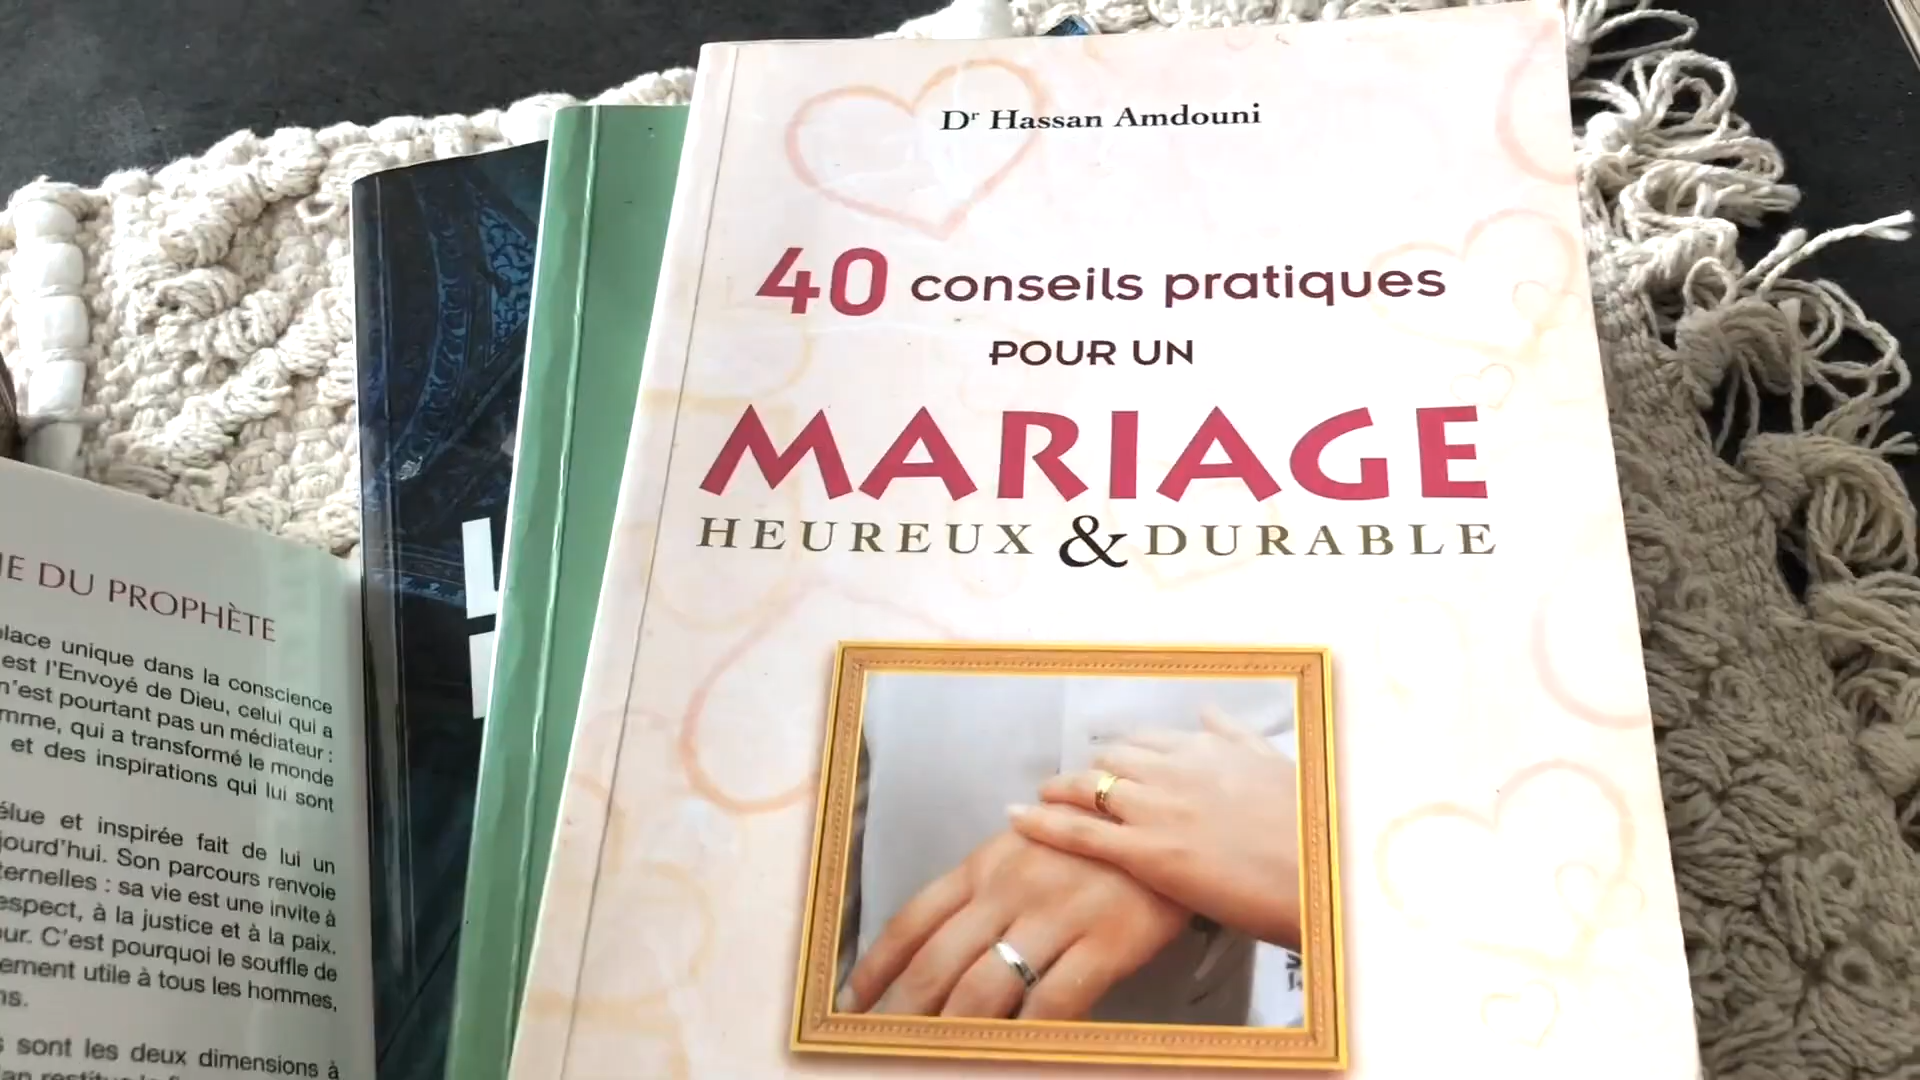 Dr Hassan Amdouni
40 conseils pratiques
POUR UN
MARIAGE
HEUREUX & DURABLE
DU PROPHÈTE
unique dans la conscience
est l'Envoyé de Dieu, celui qui a
n'est pourtant pas un médiateur :
qui a transformé le monde
et des inspirations qui lui sont
élue et inspirée fait de lui un
jourd'hui. Son parcours renvoie
ternelles : sa vie est une invite à
espect, à la justice et à la paix.
our. C'est pourquoi le souffle de
ement utile à tous les hommes,
ns.
sont les deux dimensions à